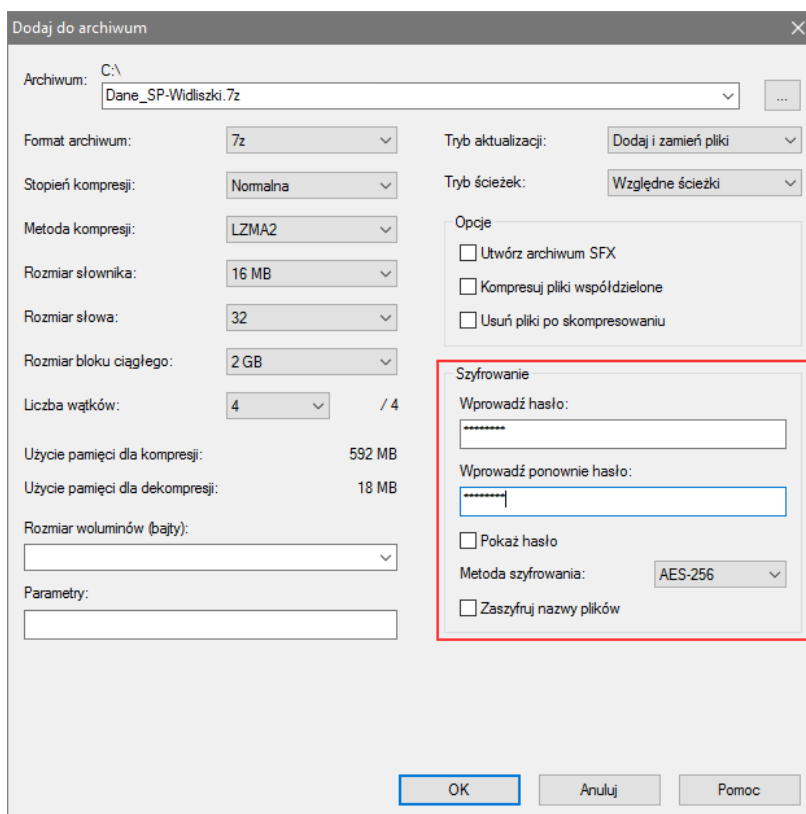 Dodaj do archiwum
Archiwum:
C:\
Dane_SP-Widliszki.7z
...
Format archiwum:
7z
Stopień kompresji:
Normalna
Metoda kompresji:
LZMA2
Rozmiar słownika:
16 MB
Rozmiar słowa:
32
Rozmiar bloku ciągłego:
2 GB
Liczba wątków:
4
/ 4
Użycie pamięci dla kompresji:
592 MB
Użycie pamięci dla dekompresji:
18 MB
Rozmiar woluminów (bajty):
Parametry:
Tryb aktualizacji:
Dodaj i zamień pliki
Tryb ścieżek:
Względne ścieżki
Opcje
Utwórz archiwum SFX
Kompresuj pliki współdzielone
Usuń pliki po skompresowaniu
Szyfrowanie
Wprowadź hasło:
********
Wprowadź ponownie hasło:
********
Pokaż hasło
Metoda szyfrowania:
AES-256
Zaszyfruj nazwy plików
OK
Anuluj
Pomoc